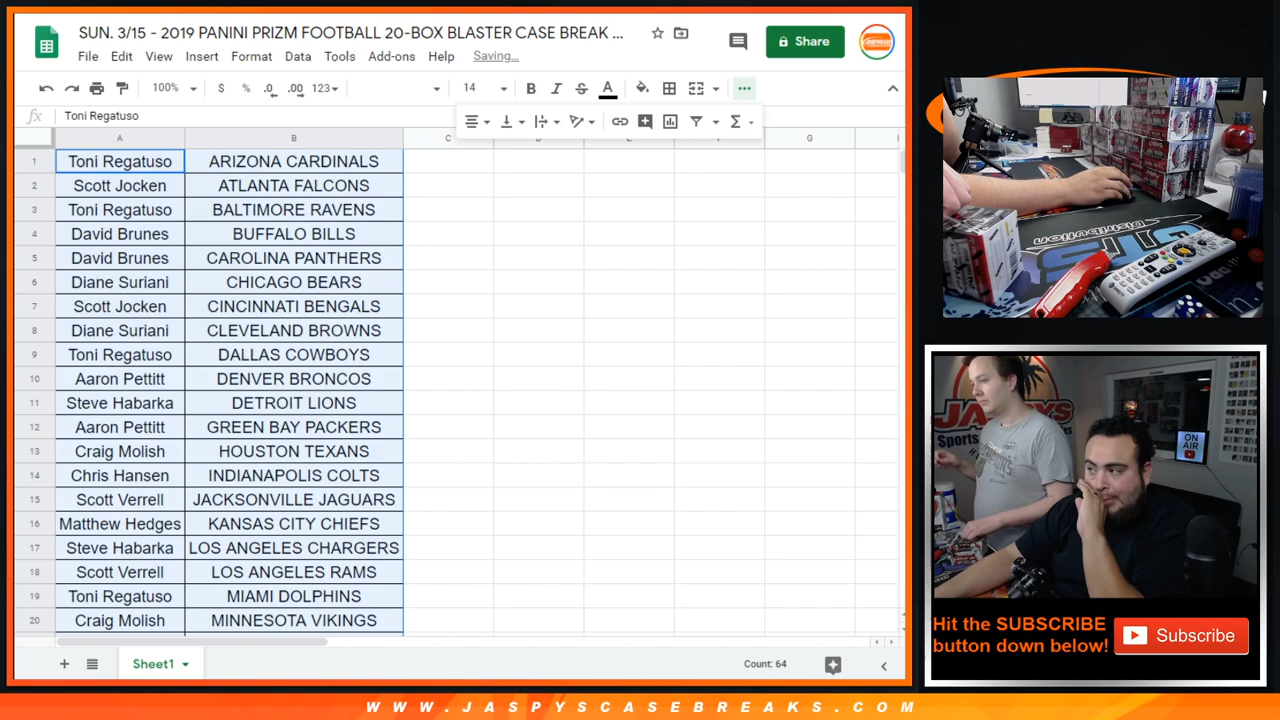 SUN. 3/15 - 2019 PANINI PRIZM FOOTBALL 20-BOX BLASTER CASE BREAK ...
Share
File Edit View Insert Format Data Tools Add-ons Help Saving...
100% $ % .0 .00 123 14 B I S A
fx Toni Regatuso
A B C G
1 Toni Regatuso ARIZONA CARDINALS
2 Scott Jocken ATLANTA FALCONS
3 Toni Regatuso BALTIMORE RAVENS
4 David Brunes BUFFALO BILLS
5 David Brunes CAROLINA PANTHERS
6 Diane Suriani CHICAGO BEARS
7 Scott Jocken CINCINNATI BENGALS
8 Diane Suriani CLEVELAND BROWNS
9 Toni Regatuso DALLAS COWBOYS
10 Aaron Pettitt DENVER BRONCOS
11 Steve Habarka DETROIT LIONS
12 Aaron Pettitt GREEN BAY PACKERS
13 Craig Molish HOUSTON TEXANS
14 Chris Hansen INDIANAPOLIS COLTS
15 Scott Verrell JACKSONVILLE JAGUARS
16 Matthew Hedges KANSAS CITY CHIEFS
17 Steve Habarka LOS ANGELES CHARGERS
18 Scott Verrell LOS ANGELES RAMS
19 Toni Regatuso MIAMI DOLPHINS
20 Craig Molish MINNESOTA VIKINGS
Sheet1
Count: 64
ON
AIR
Hit the SUBSCRIBE
button down below!
Subscribe
WWW.JASPYSCASEBREAKS.COM